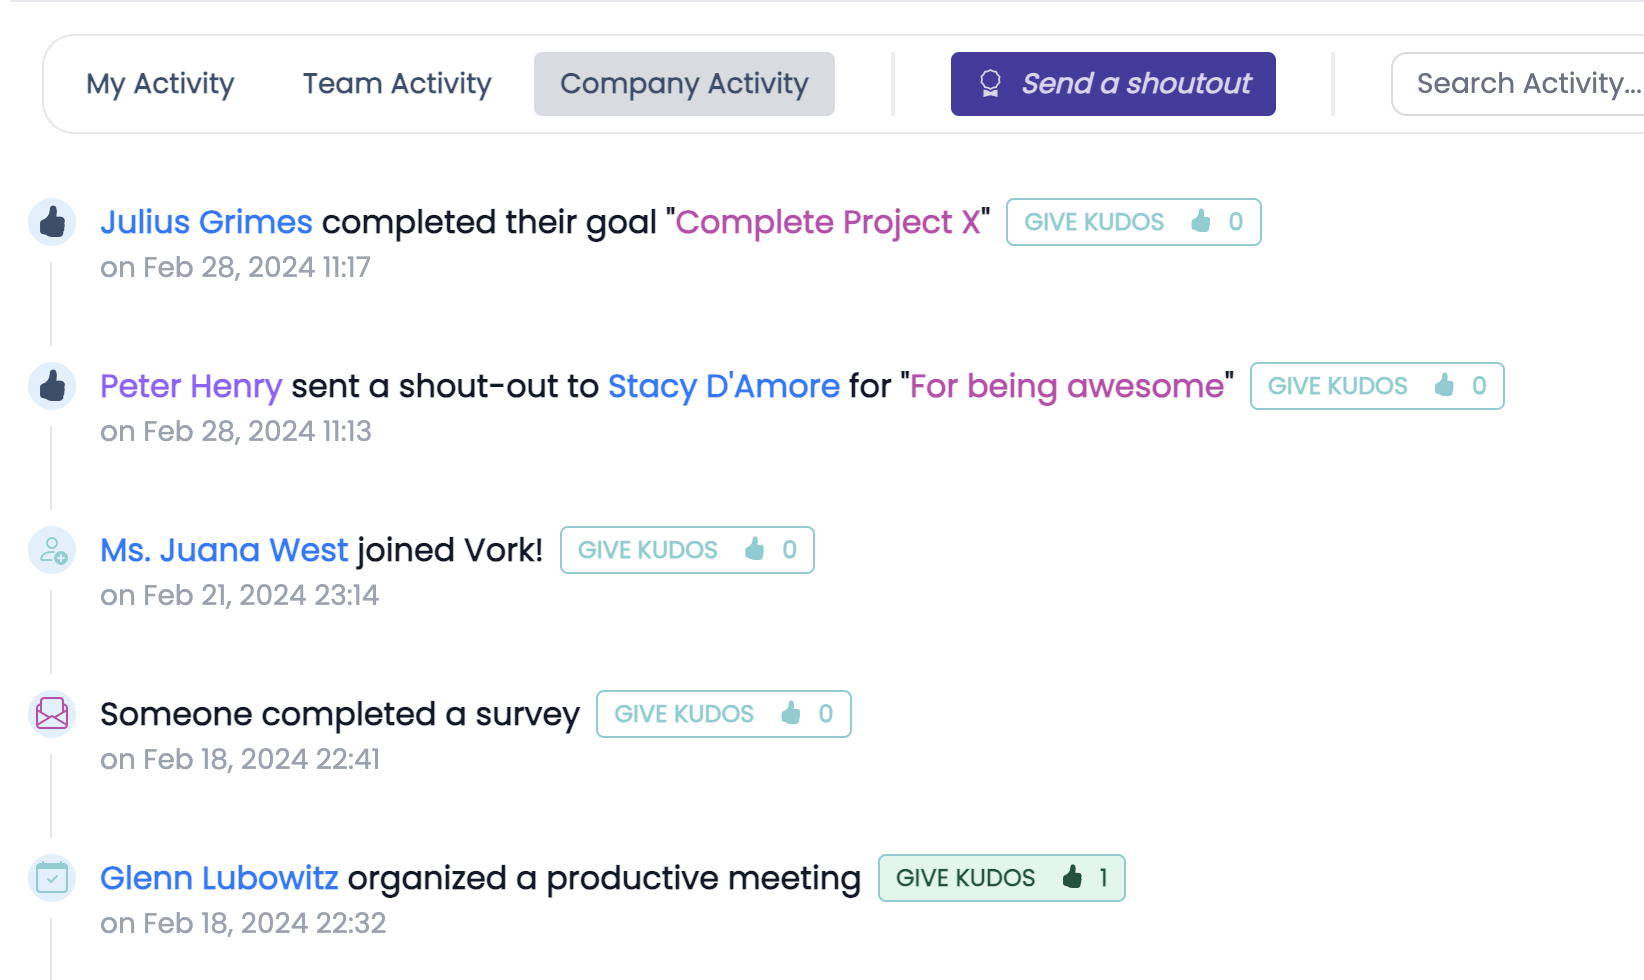 My Activity Team Activity Company Activity Send a shoutout Search Activity...
Julius Grimes completed their goal "Complete Project X" GIVE KUDOS 0
on Feb 28, 2024 11:17
Peter Henry sent a shout-out to Stacy D'Amore for "For being awesome" GIVE KUDOS 0
on Feb 28, 2024 11:13
Ms. Juana West joined Vork! GIVE KUDOS 0
on Feb 21, 2024 23:14
Someone completed a survey GIVE KUDOS 0
on Feb 18, 2024 22:41
Glenn Lubowitz organized a productive meeting GIVE KUDOS 1
on Feb 18, 2024 22:32